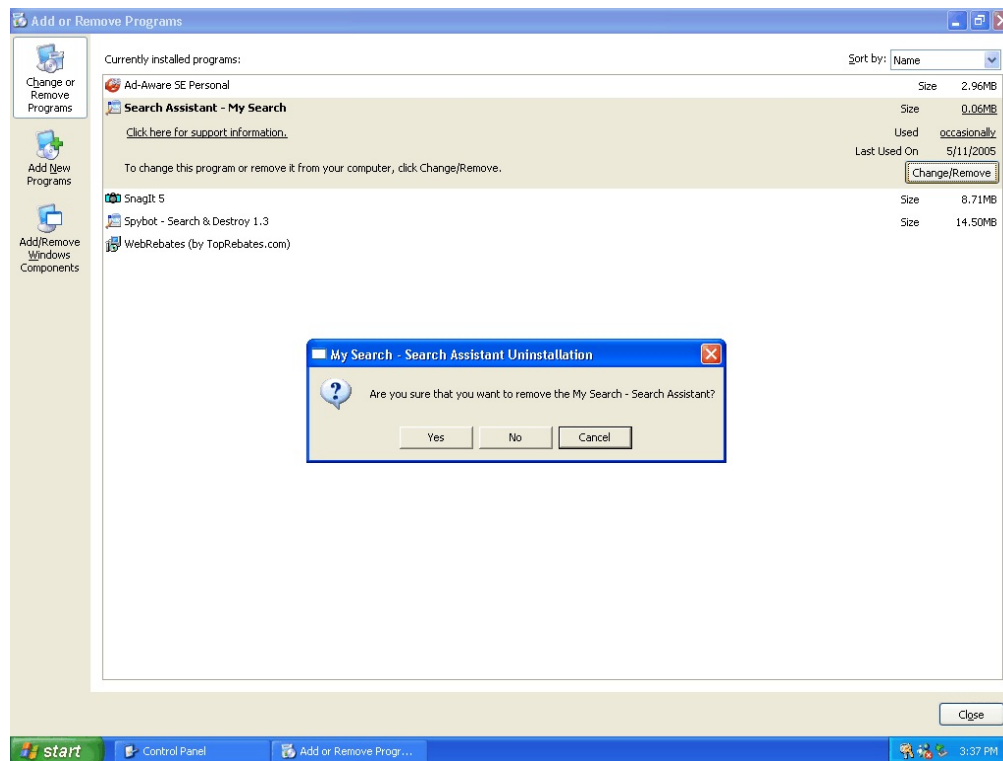 Add or Remove Programs
Change or
Remove
Programs
Add New
Programs
Add/Remove
Windows
Components
Currently installed programs:
Sort by: Name
Ad-Aware SE Personal Size 2.96MB
Search Assistant - My Search Size 0.06MB
Click here for support information. Used occasionally
Last Used On 5/11/2005
To change this program or remove it from your computer, click Change/Remove. Change/Remove
SnagIt 5 Size 8.71MB
Spybot - Search & Destroy 1.3 Size 14.50MB
WebRebates (by TopRebates.com)
My Search - Search Assistant Uninstallation
Are you sure that you want to remove the My Search - Search Assistant?
Yes No Cancel
Close
start Control Panel Add or Remove Progr... 3:37 PM